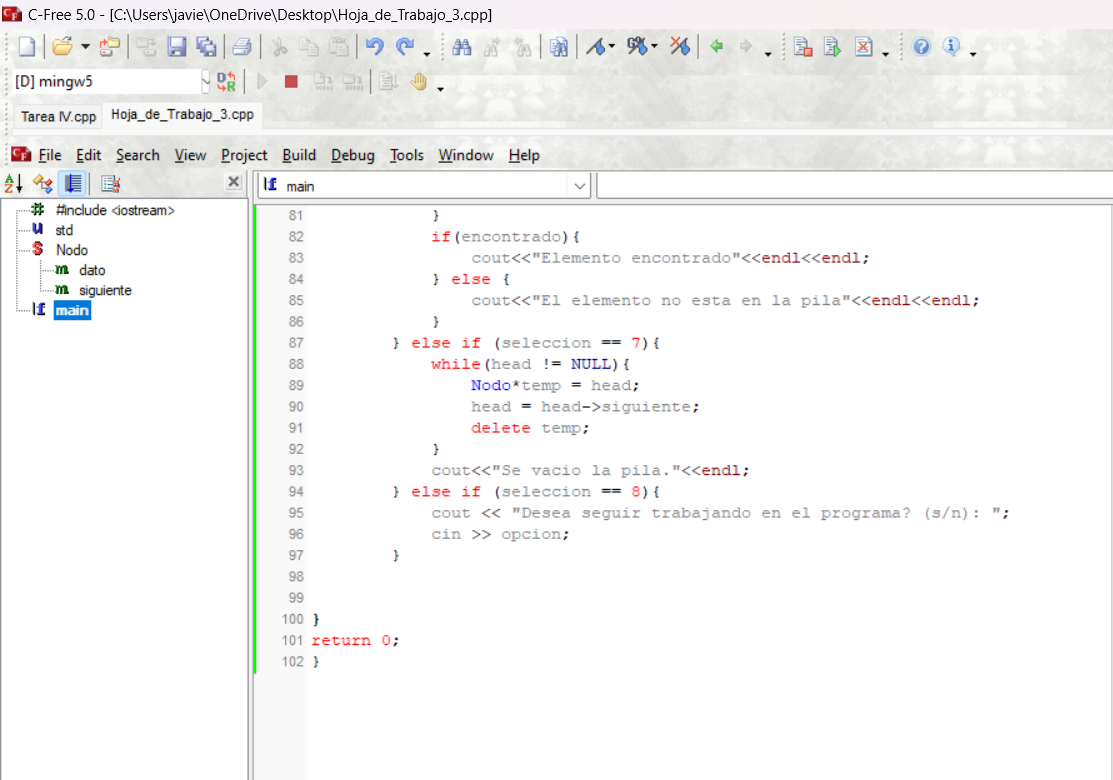 C-Free 5.0 - [C:\Users\javie\OneDrive\Desktop\Hoja_de_Trabajo_3.cpp]
[D] mingw5
Tarea IV.cpp Hoja_de_Trabajo_3.cpp
File Edit Search View Project Build Debug Tools Window Help
main
#include <iostream>
std
Nodo
dato
siguiente
main
81 }
82 if(encontrado){
83 cout<<"Elemento encontrado"<<endl<<endl;
84 } else {
85 cout<<"El elemento no esta en la pila"<<endl<<endl;
86 }
87 } else if (seleccion == 7){
88 while(head != NULL){
89 Nodo*temp = head;
90 head = head->siguiente;
91 delete temp;
92 }
93 cout<<"Se vacio la pila."<<endl;
94 } else if (seleccion == 8){
95 cout << "Desea seguir trabajando en el programa? (s/n): ";
96 cin >> opcion;
97 }
98
99
100 }
101 return 0;
102 }